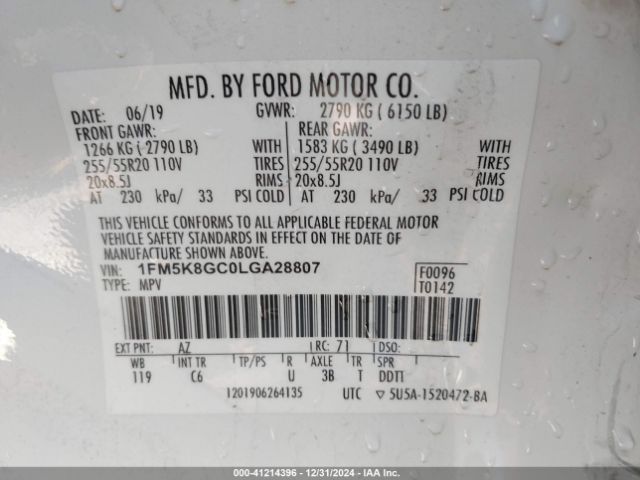 MFD. BY FORD MOTOR CO.
DATE: 06/19 GVWR: 2790 KG ( 6150 LB)
FRONT GAWR: REAR GAWR:
1266 KG ( 2790 LB) WITH 1583 KG ( 3490 LB) WITH
255/55R20 110V TIRES 255/55R20 110V TIRES
20x8.5J RIMS 20x8.5J RIMS
AT 230 kPa/ 33 PSI COLD AT 230 kPa/ 33 PSI COLD
THIS VEHICLE CONFORMS TO ALL APPLICABLE FEDERAL MOTOR
VEHICLE SAFETY STANDARDS IN EFFECT ON THE DATE OF
MANUFACTURE SHOWN ABOVE.
VIN: 1FM5K8GC0LGA28807 F0096
TYPE: MPV T0142
EXT PNT: AZ RC: 71 DSO:
WB INT TR TP/PS R AXLE TR SPR
119 C6 U 3B T DDTI
1201906264135 UTC ▽ 5U5A-1520472-BA
000-41214396 - 12/31/2024 - IAA Inc.